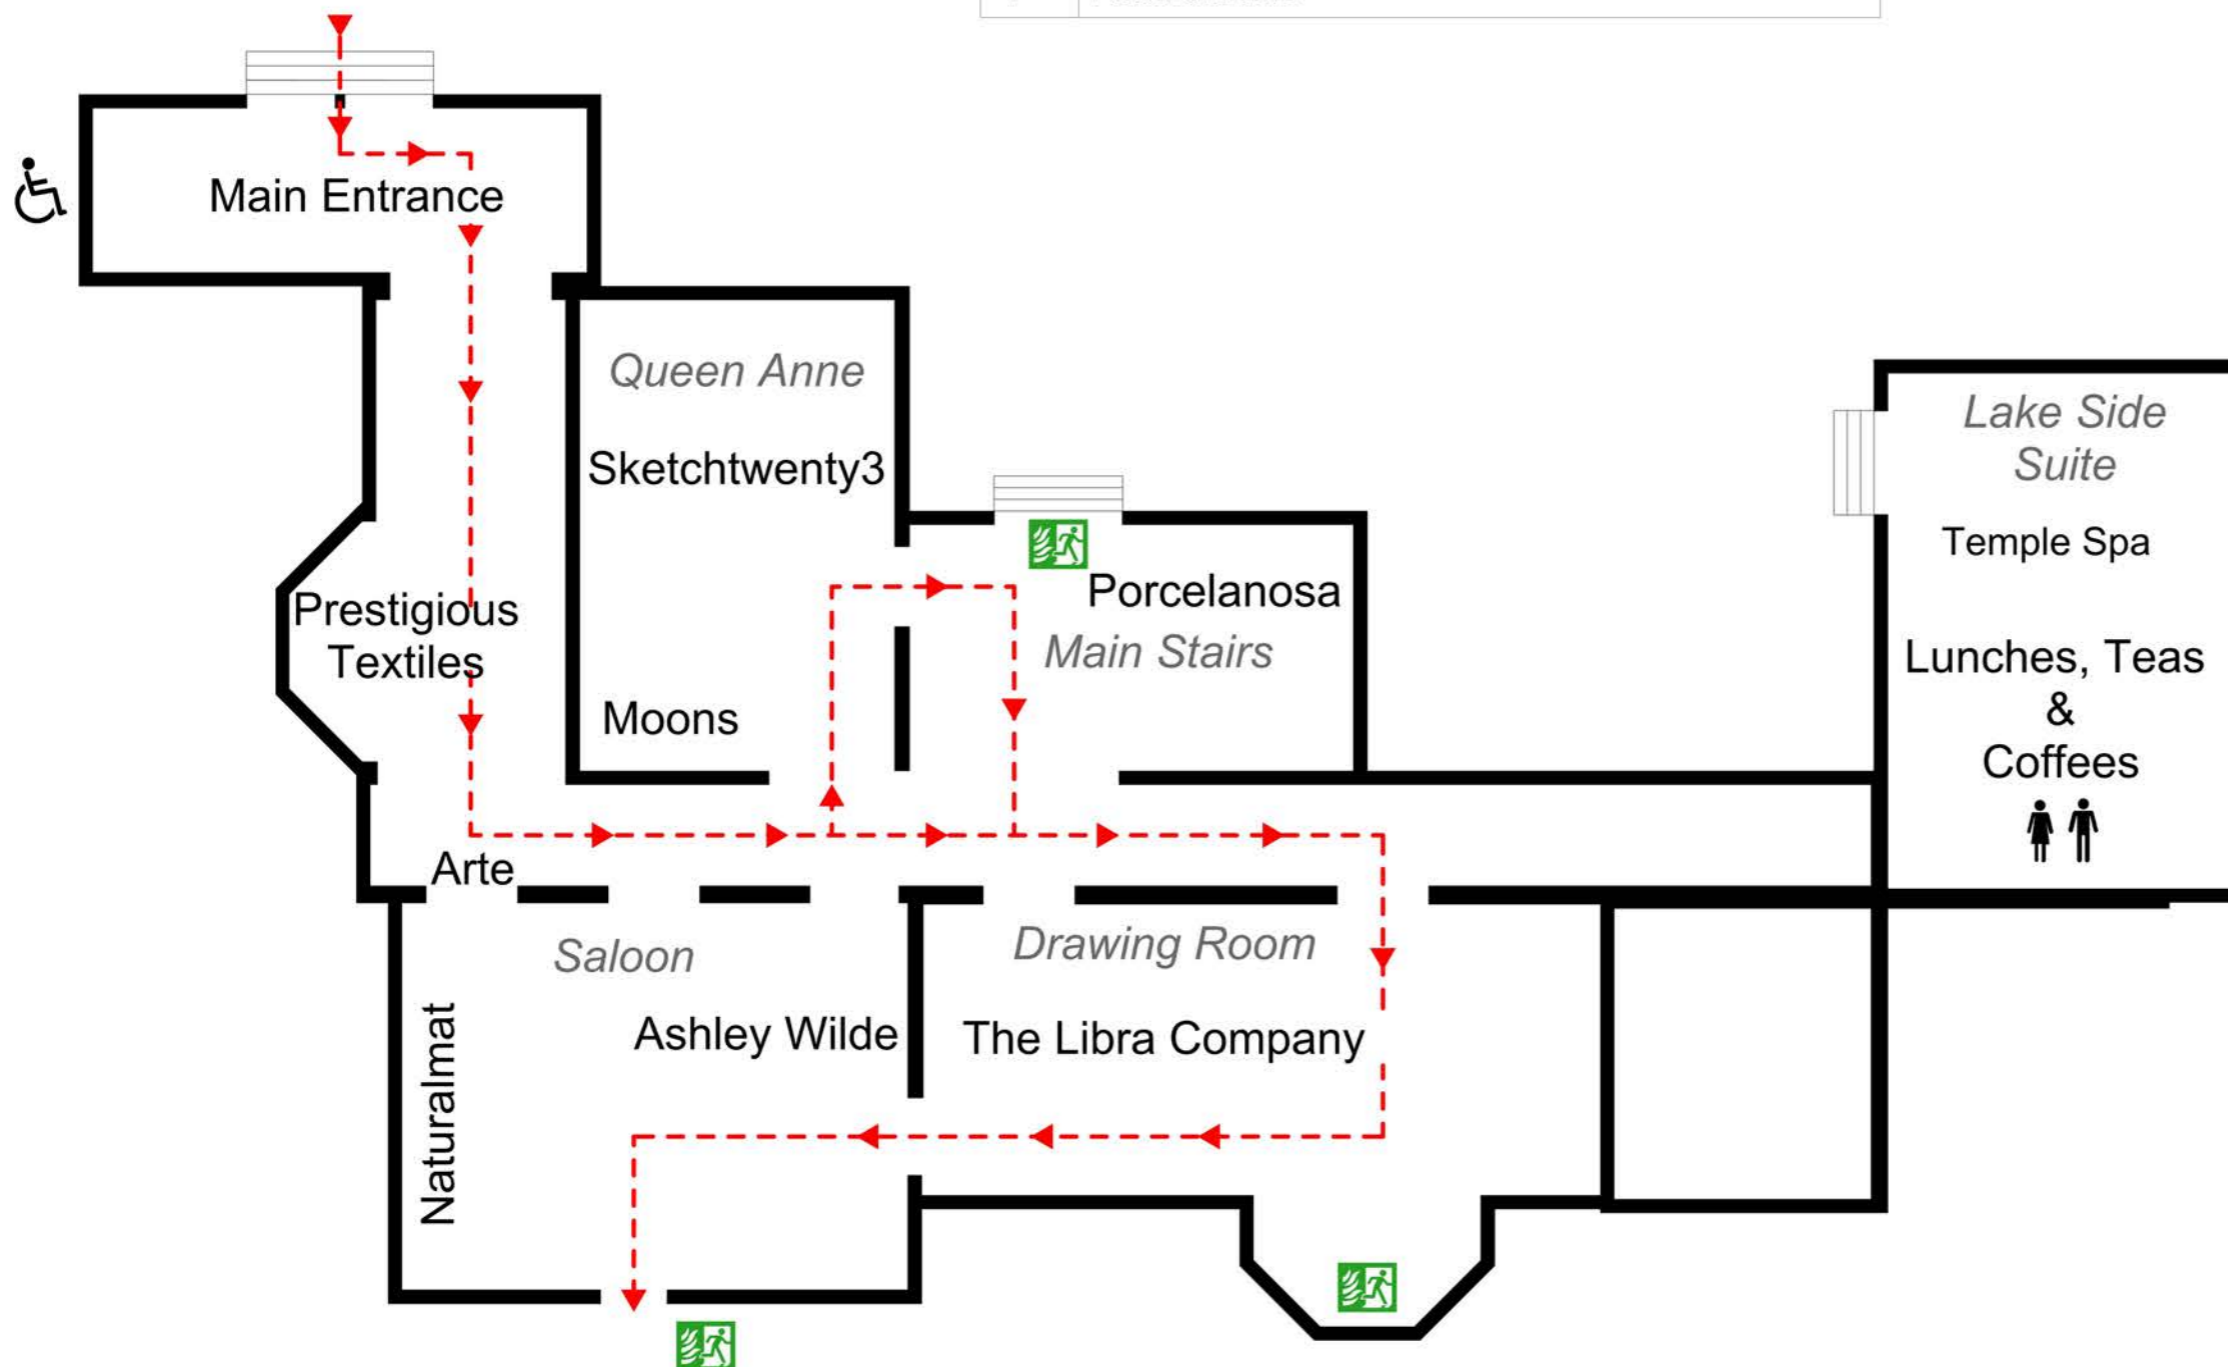 Main Entrance
Queen Anne
Sketchtwenty3
Lake Side
Suite
Temple Spa
Porcelanosa
Prestigious
Textiles
Main Stairs
Lunches, Teas
&
Coffees
Moons
Arte
Saloon
Drawing Room
Ashley Wilde
The Libra Company
Naturalmat